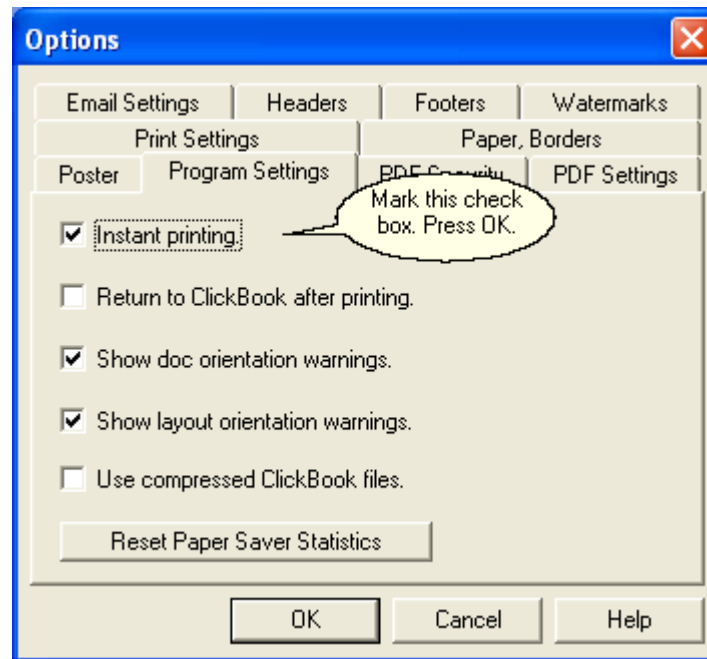 Options
Email Settings Headers Footers Watermarks
Print Settings Paper, Borders
Poster Program Settings PDF Security PDF Settings
Mark this check
box. Press OK.
Instant printing.
Return to ClickBook after printing.
Show doc orientation warnings.
Show layout orientation warnings.
Use compressed ClickBook files.
Reset Paper Saver Statistics
OK Cancel Help